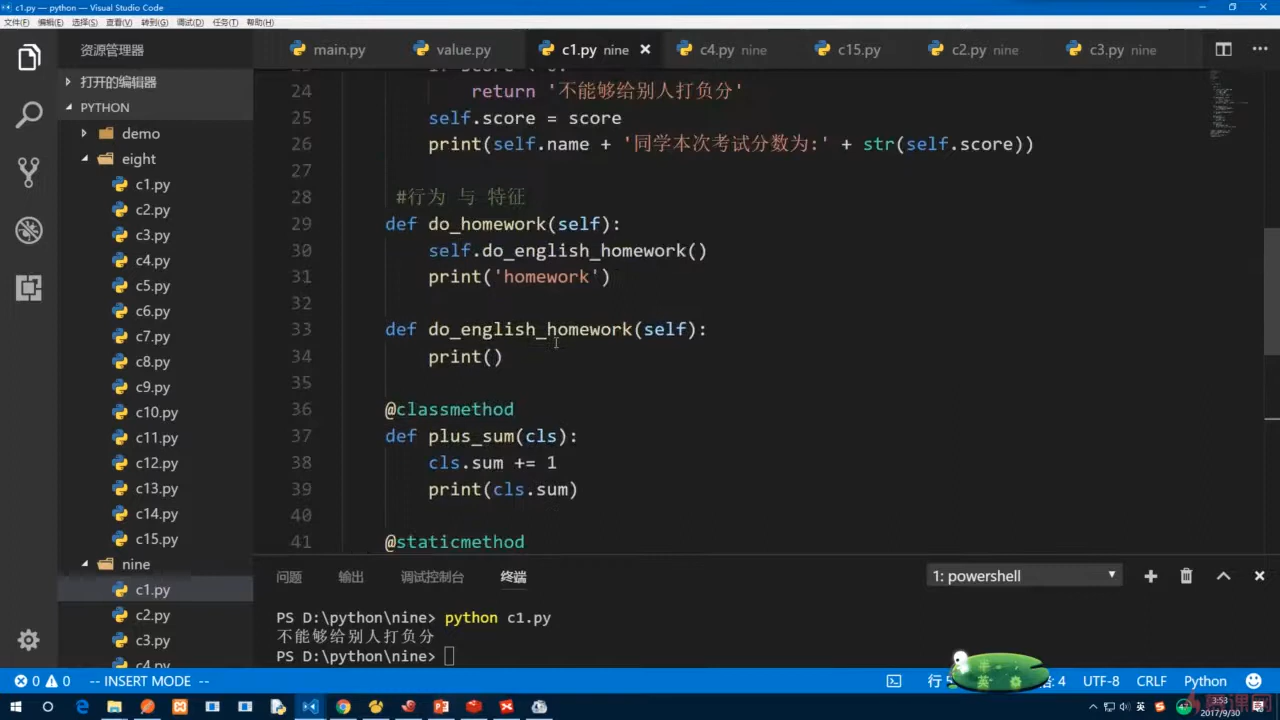 c1.py — python — Visual Studio Code
文件(F) 编辑(E) 选择(S) 查看(V) 转到(G) 调试(D) 任务(T) 帮助(H)
资源管理器
main.py value.py c1.py nine c4.py nine c15.py c2.py nine c3.py nine
打开的编辑器
PYTHON
demo
eight
c1.py
c2.py
c3.py
c4.py
c5.py
c6.py
c7.py
c8.py
c9.py
c10.py
c11.py
c12.py
c13.py
c14.py
c15.py
nine
c1.py
c2.py
c3.py
c4.py
24 return '不能够给别人打负分'
25 self.score = score
26 print(self.name + '同学本次考试分数为:' + str(self.score))
27
28 #行为 与 特征
29 def do_homework(self):
30 self.do_english_homework()
31 print('homework')
32
33 def do_english_homework(self):
34 print()
35
36 @classmethod
37 def plus_sum(cls):
38 cls.sum += 1
39 print(cls.sum)
40
41 @staticmethod
问题 输出 调试控制台 终端
1: powershell
PS D:\python\nine> python c1.py
不能够给别人打负分
PS D:\python\nine>
0 0 -- INSERT MODE -- 行 : 4 UTF-8 CRLF Python
英 47 3:53
2017/9/30